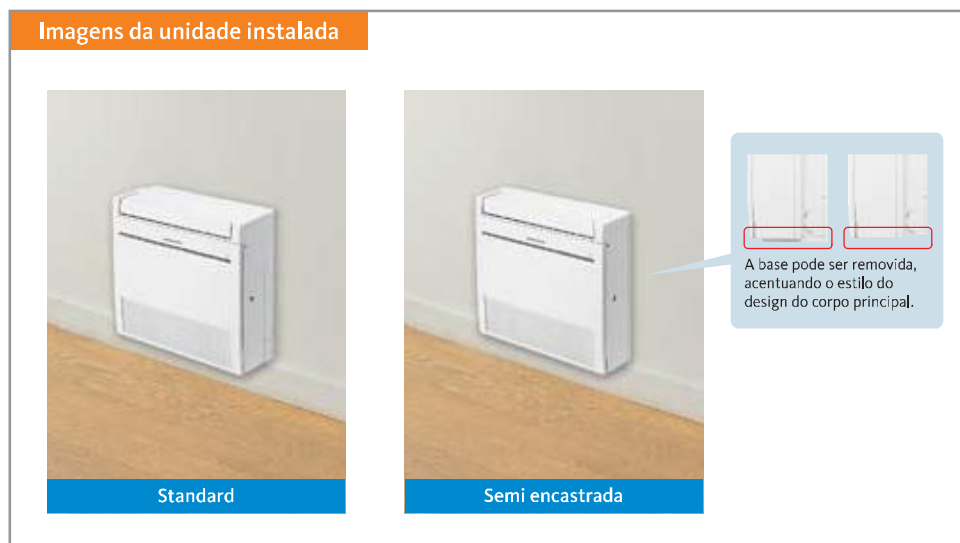 Imagens da unidade instalada
A base pode ser removida,
acentuando o estilo do
design do corpo principal.
Standard
Semi encastrada